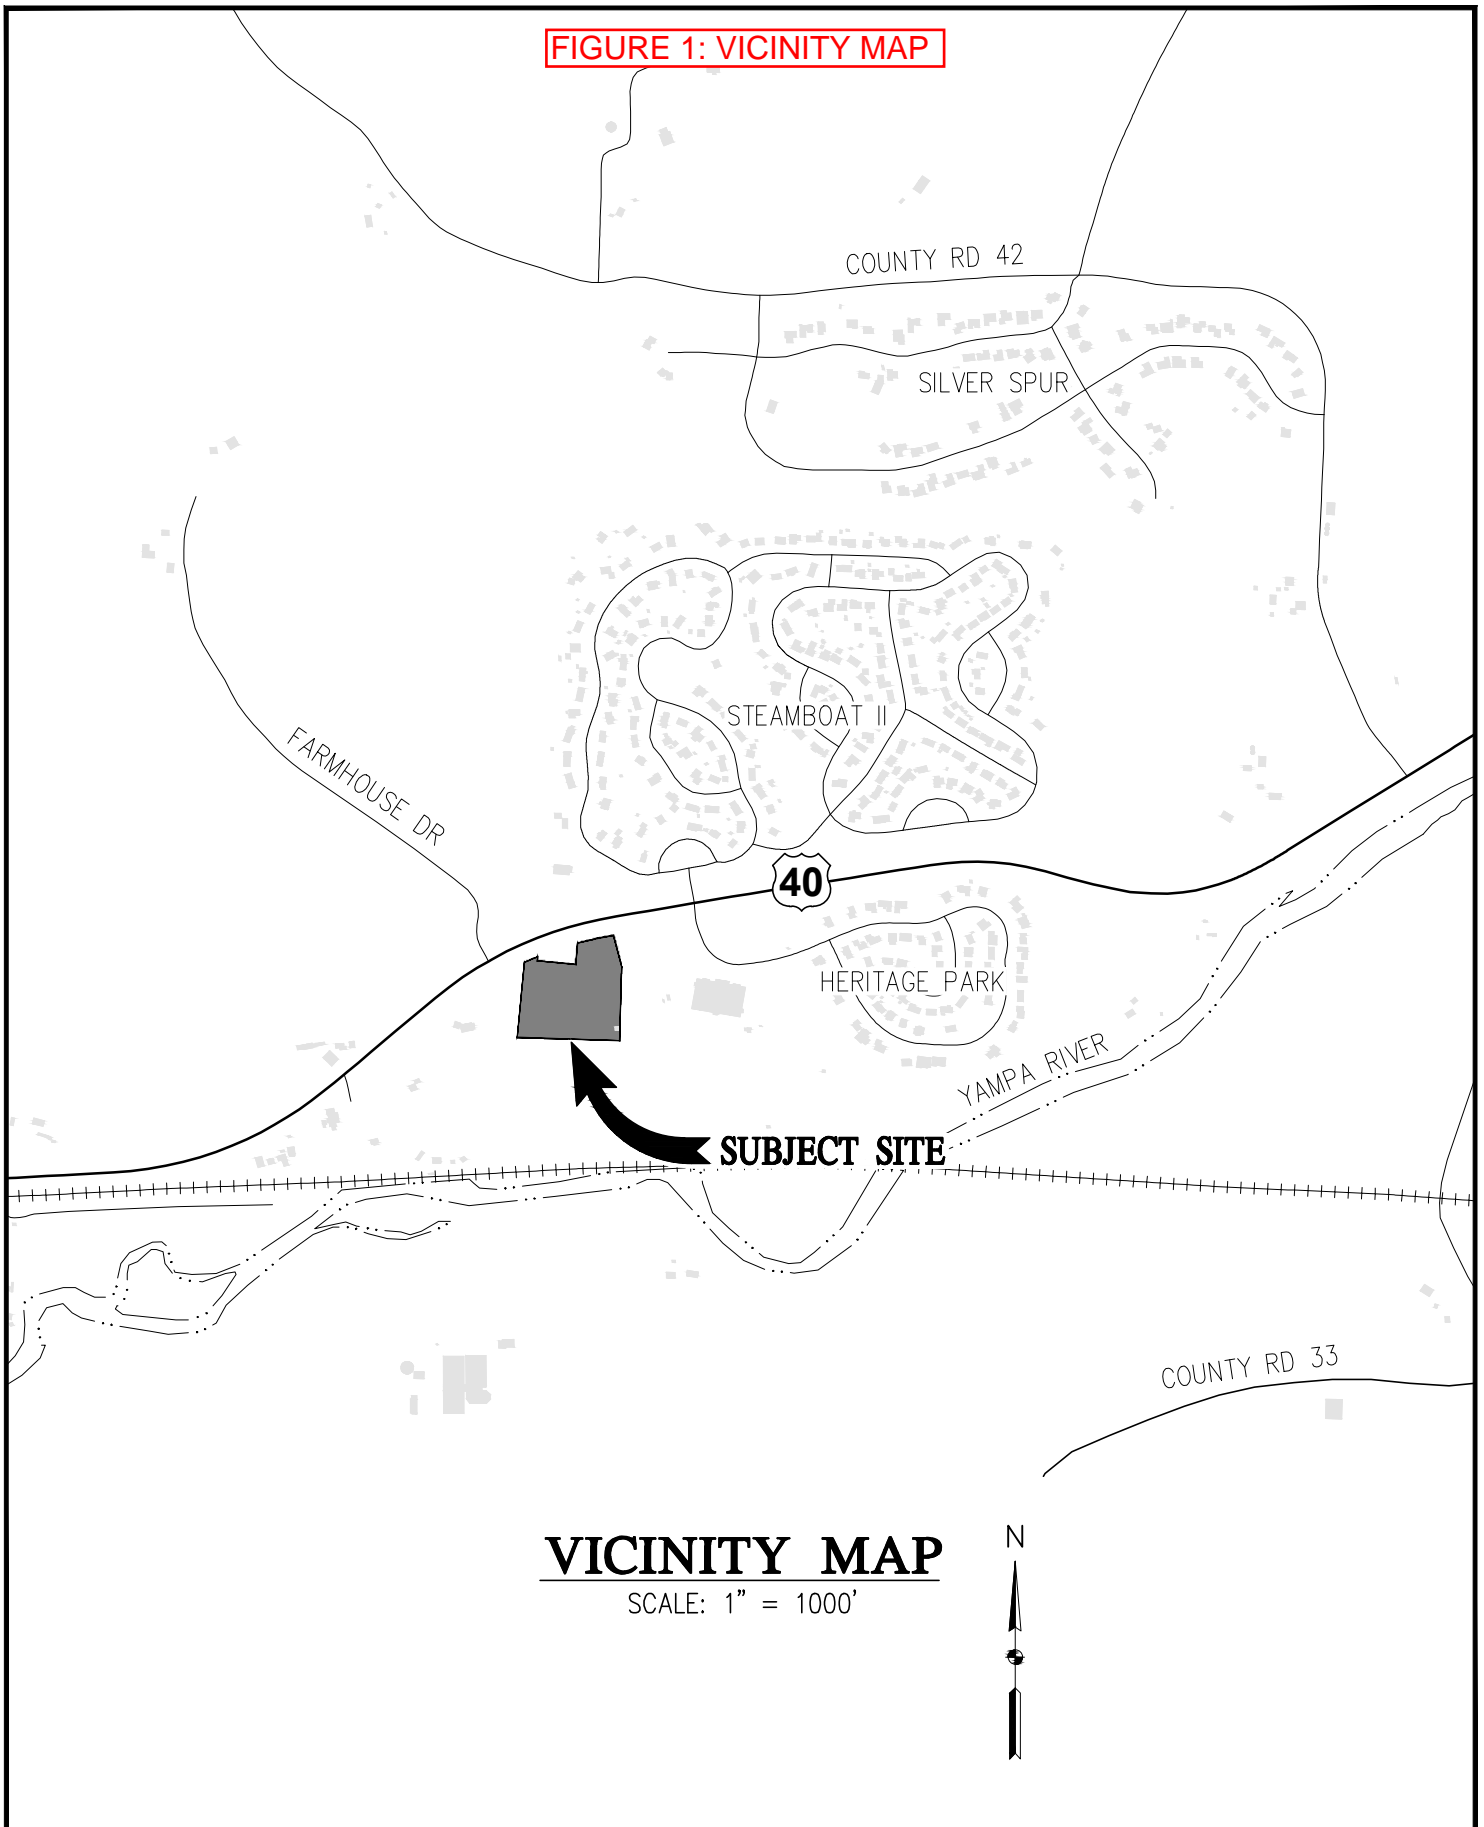 FIGURE 1: VICINITY MAP
COUNTY RD 42
SILVER SPUR
STEAMBOAT II
FARMHOUSE DR
40
HERITAGE PARK
YAMPA RIVER
SUBJECT SITE
COUNTY RD 33
VICINITY MAP
SCALE: 1" = 1000'
N